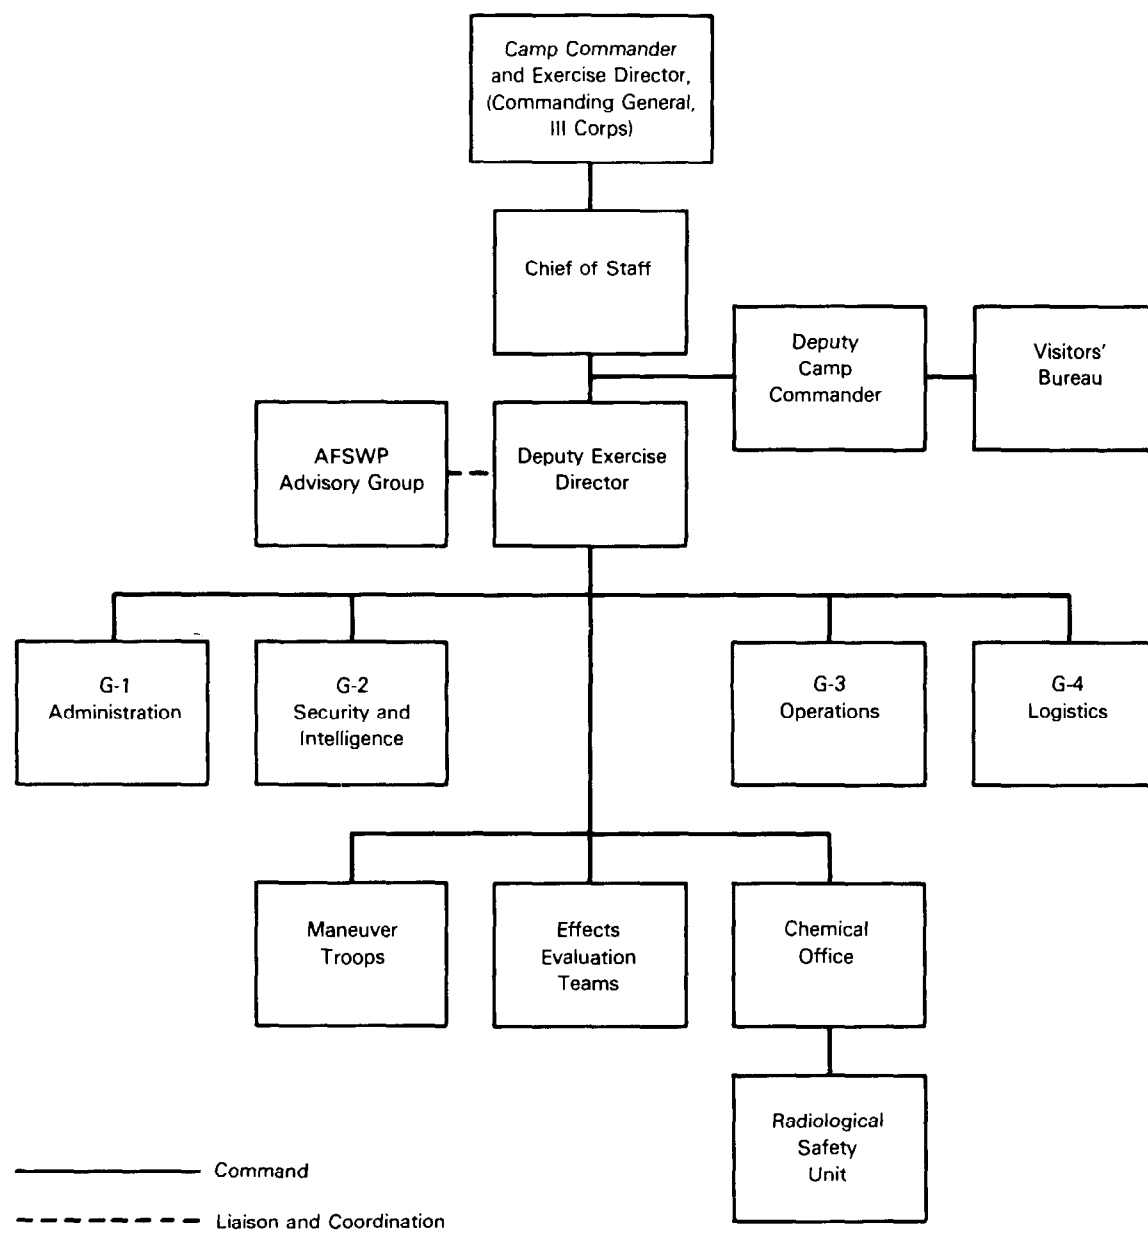 Camp Commander
and Exercise Director,
(Commanding General,
III Corps)
Chief of Staff
Deputy
Camp
Commander
Visitors'
Bureau
AFSWP
Advisory Group
Deputy Exercise
Director
G-1
Administration
G-2
Security and
Intelligence
G-3
Operations
G-4
Logistics
Maneuver
Troops
Effects
Evaluation
Teams
Chemical
Office
Radiological
Safety
Unit
Command
Liaison and Coordination